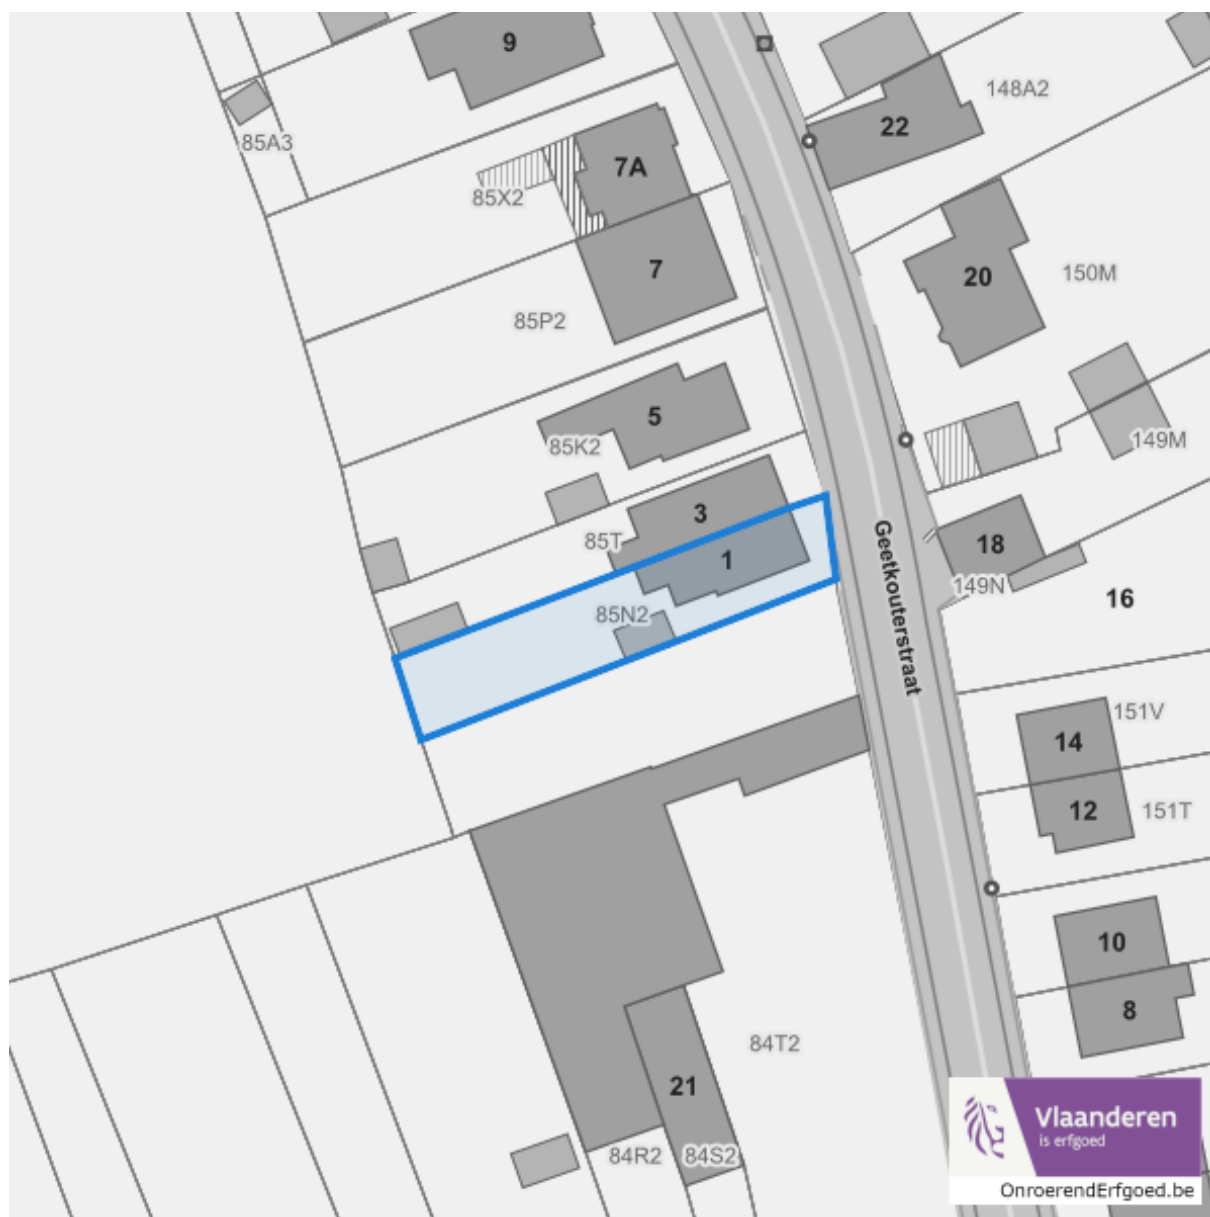 9
85A3
148A2
22
7A
85X2
7
20
150M
85P2
5
85K2
149M
3
85T
1
Geetkouterstraat
18
149N
16
85N2
151V
14
12
151T
10
8
84T2
21
84R2
84S2
Vlaanderen
is erfgoed
OnroerendErfgoed.be